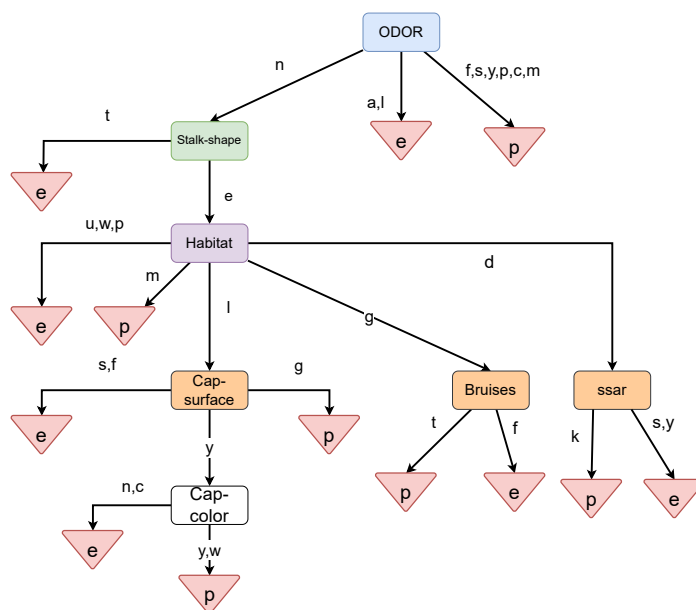 ODOR
n
f,s,y,p,c,m
a,l
t
Stalk-shape
e
p
e
e
u,w,p
Habitat
d
m
l
g
e
p
s,f
Cap-
surface
g
Bruises
ssar
e
p
t
f
k
s,y
y
n,c
Cap-
color
p
e
p
e
e
y,w
p